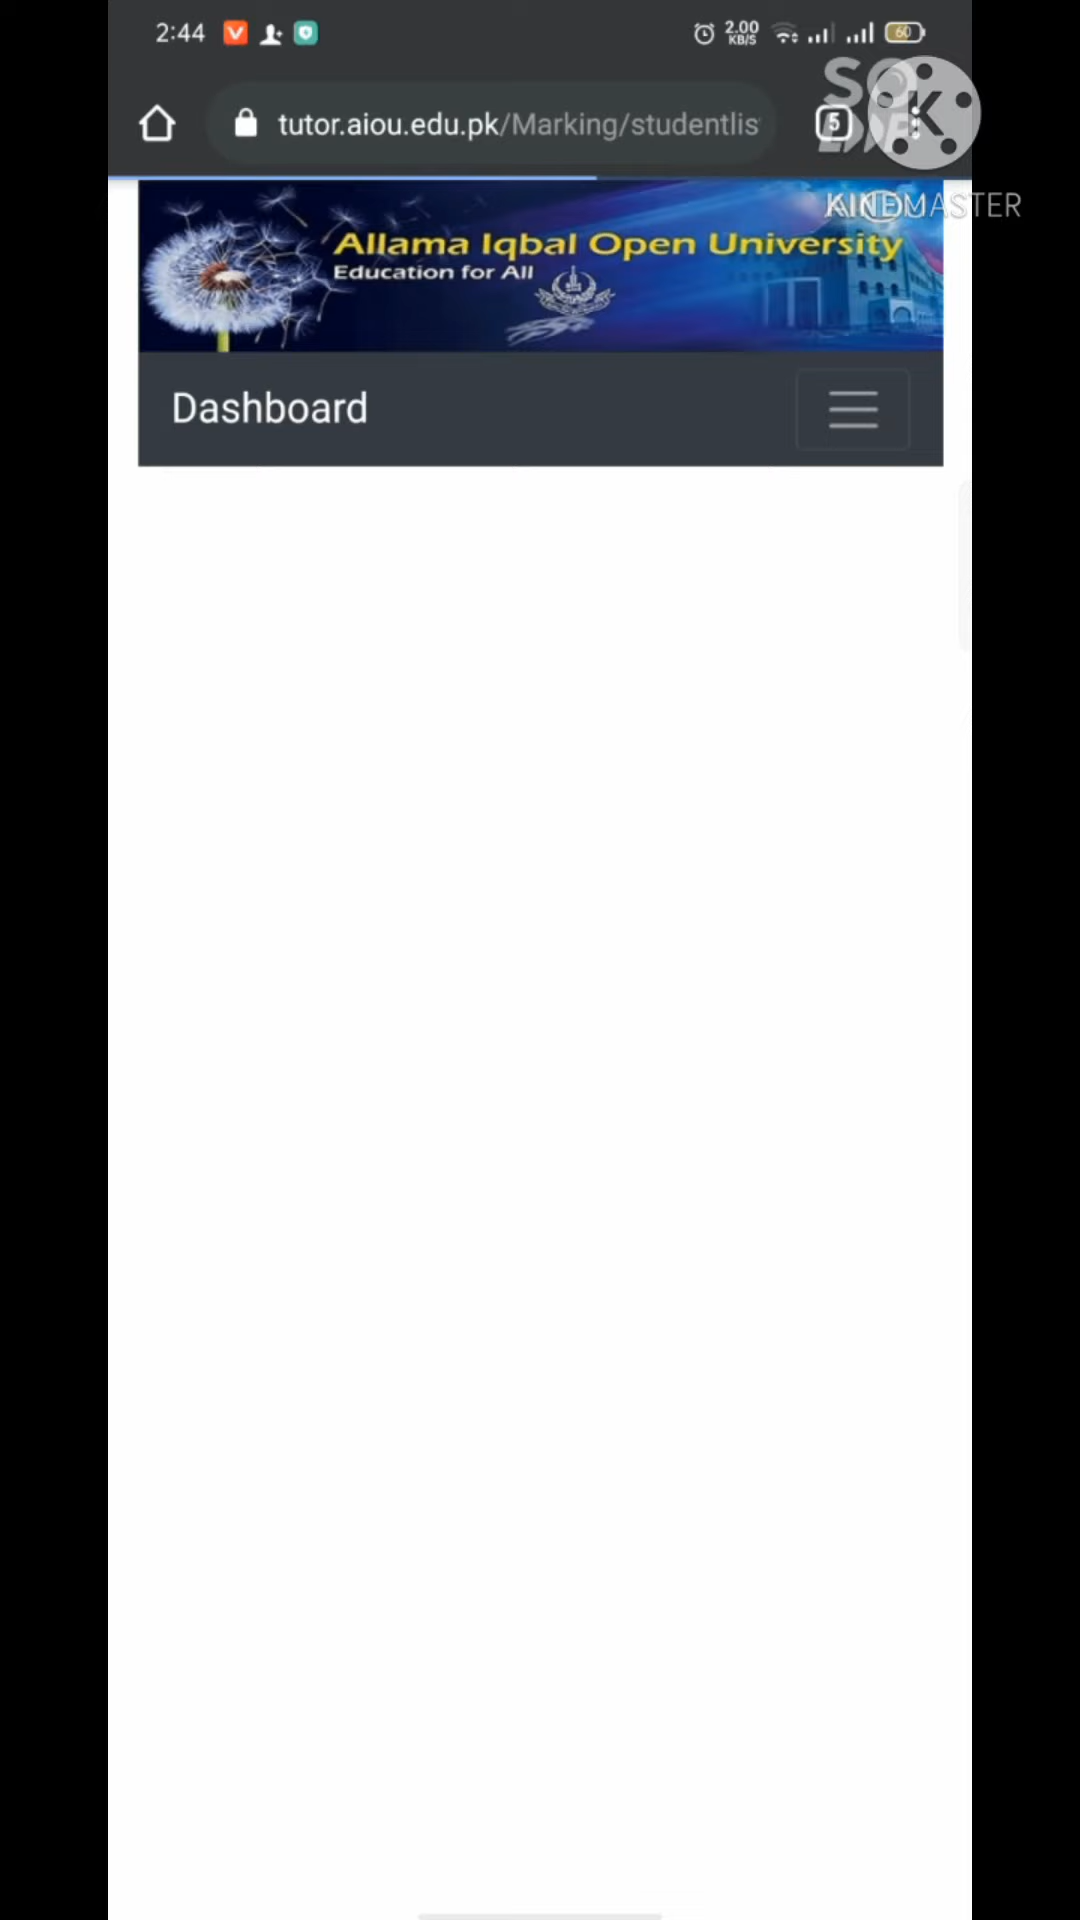 2:44
2.00
KB/S
60
tutor.aiou.edu.pk/Marking/studentlis
5
K
KINEMASTER
Allama Iqbal Open University
Education for All
Dashboard